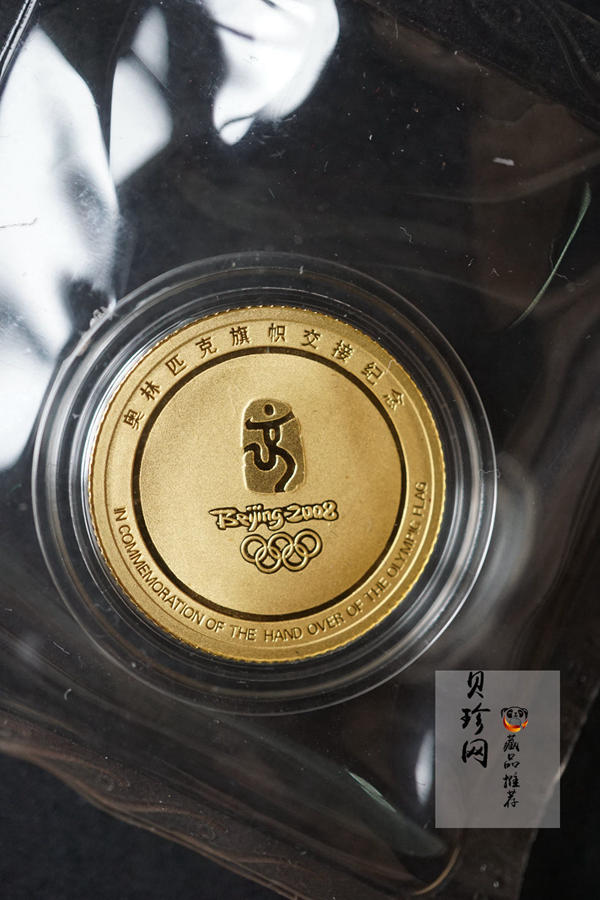 奥林匹克旗帜交接纪念
Beijing 2008
IN COMMEMORATION OF THE HAND OVER OF THE OLYMPIC FLAG
贝珍网
藏品推荐